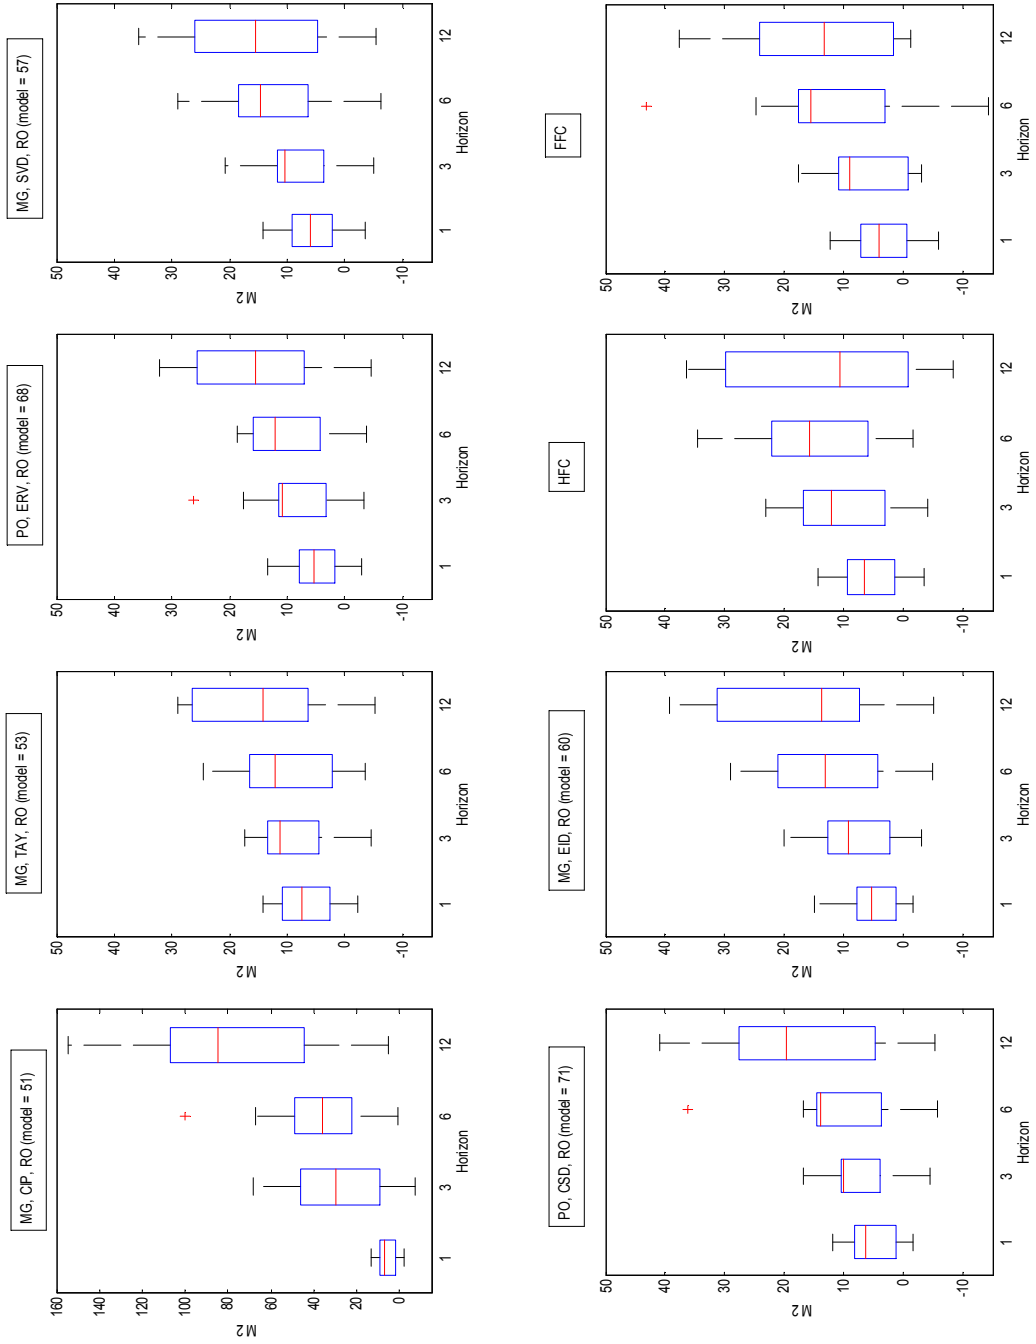 MG, CIP, RO (model = 51)
160
140
120
100
80
60
40
20
0
M2
1 3 6 12
Horizon
MG, TAY, RO (model = 53)
50
40
30
20
10
0
-10
M2
1 3 6 12
Horizon
PO, ERV, RO (model = 68)
50
40
30
20
10
0
-10
M2
1 3 6 12
Horizon
MG, SVD, RO (model = 57)
50
40
30
20
10
0
-10
M2
1 3 6 12
Horizon
PO, CSD, RO (model = 71)
50
40
30
20
10
0
-10
M2
1 3 6 12
Horizon
MG, EID, RO (model = 60)
50
40
30
20
10
0
-10
M2
1 3 6 12
Horizon
HFC
50
40
30
20
10
0
-10
M2
1 3 6 12
Horizon
FFC
50
40
30
20
10
0
-10
M2
1 3 6 12
Horizon